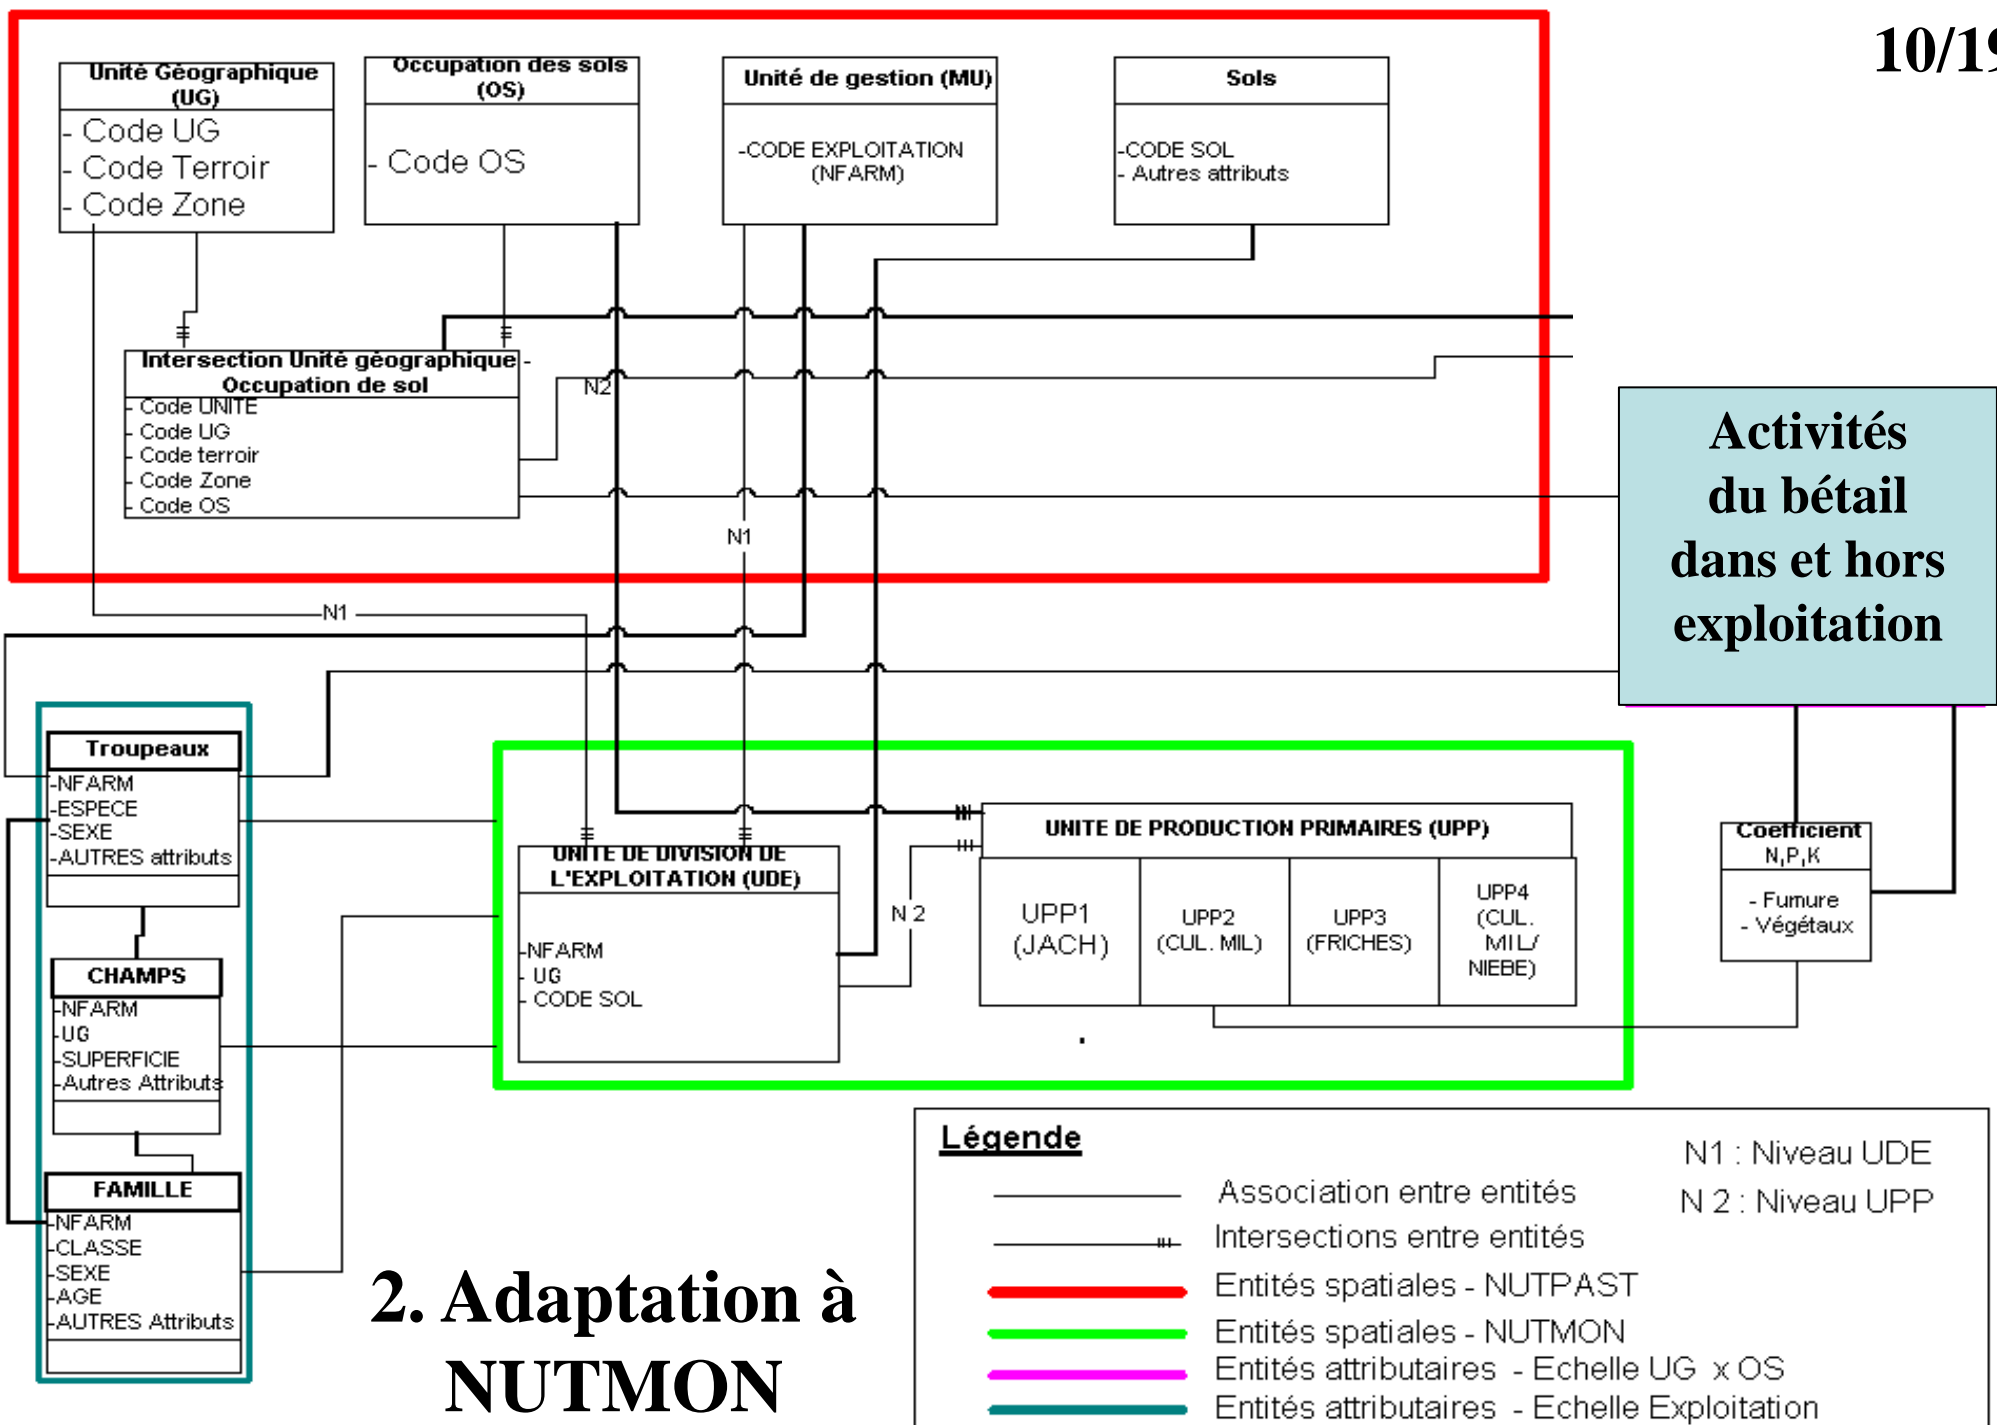 10/19
Unité Géographique
(UG)
- Code UG
- Code Terroir
- Code Zone
Occupation des sols
(OS)
- Code OS
Unité de gestion (MU)
-CODE EXPLOITATION
(NFARM)
Sols
-CODE SOL
- Autres attributs
Intersection Unité géographique -
Occupation de sol
- Code UNITE
- Code UG
- Code terroir
- Code Zone
- Code OS
N2
N1
N1
Activités
du bétail
dans et hors
exploitation
Troupeaux
-NFARM
-ESPECE
-SEXE
-AUTRES attributs
CHAMPS
-NFARM
-UG
-SUPERFICIE
-Autres Attributs
FAMILLE
-NFARM
-CLASSE
-SEXE
-AGE
-AUTRES Attributs
UNITE DE DIVISION DE
L'EXPLOITATION (UDE)
-NFARM
- UG
- CODE SOL
N 2
UNITE DE PRODUCTION PRIMAIRES (UPP)
UPP1
(JACH)
UPP2
(CUL. MIL)
UPP3
(FRICHES)
UPP4
(CUL.
MIL/
NIEBE)
.
Coefficient
N,P,K
- Fumure
- Végétaux
2. Adaptation à
NUTMON
Légende
N1 : Niveau UDE
N 2 : Niveau UPP
Association entre entités
Intersections entre entités
Entités spatiales - NUTPAST
Entités spatiales - NUTMON
Entités attributaires - Echelle UG x OS
Entités attributaires - Echelle Exploitation